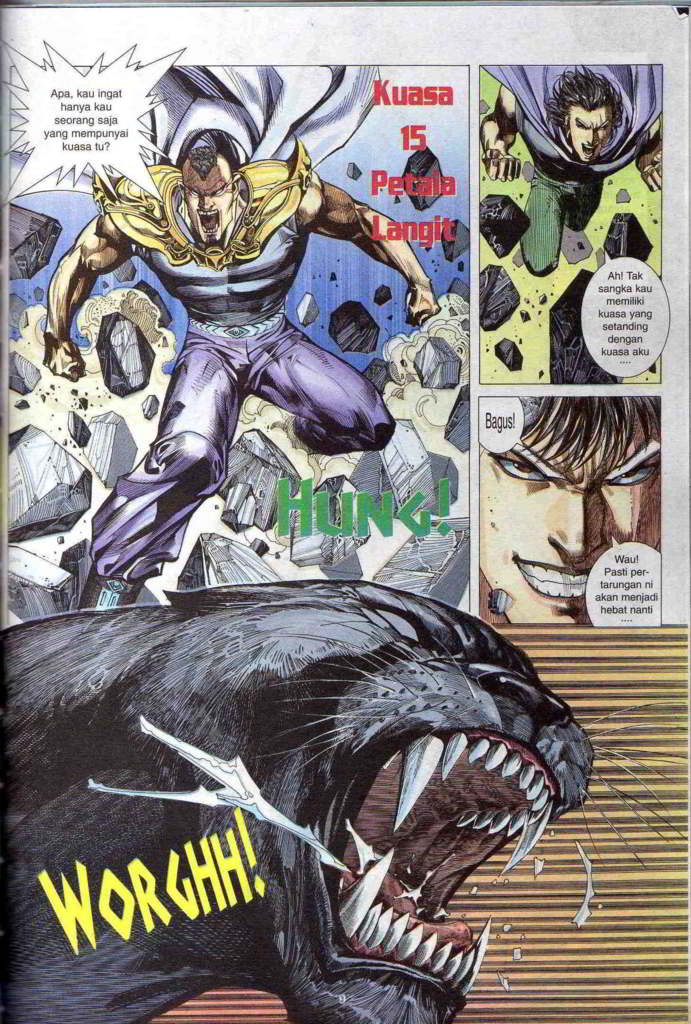 Apa, kau ingat
hanya kau
seorang saja
yang mempunyai
kuasa tu?
Kuasa
15
Petala
Langit
Ah! Tak
sangka kau
memiliki
kuasa yang
setanding
dengan
kuasa aku
....
Bagus!
Wau!
Pasti per-
tarungan ni
akan menjadi
hebat nanti
....
HUNG!
WORGHH!
9